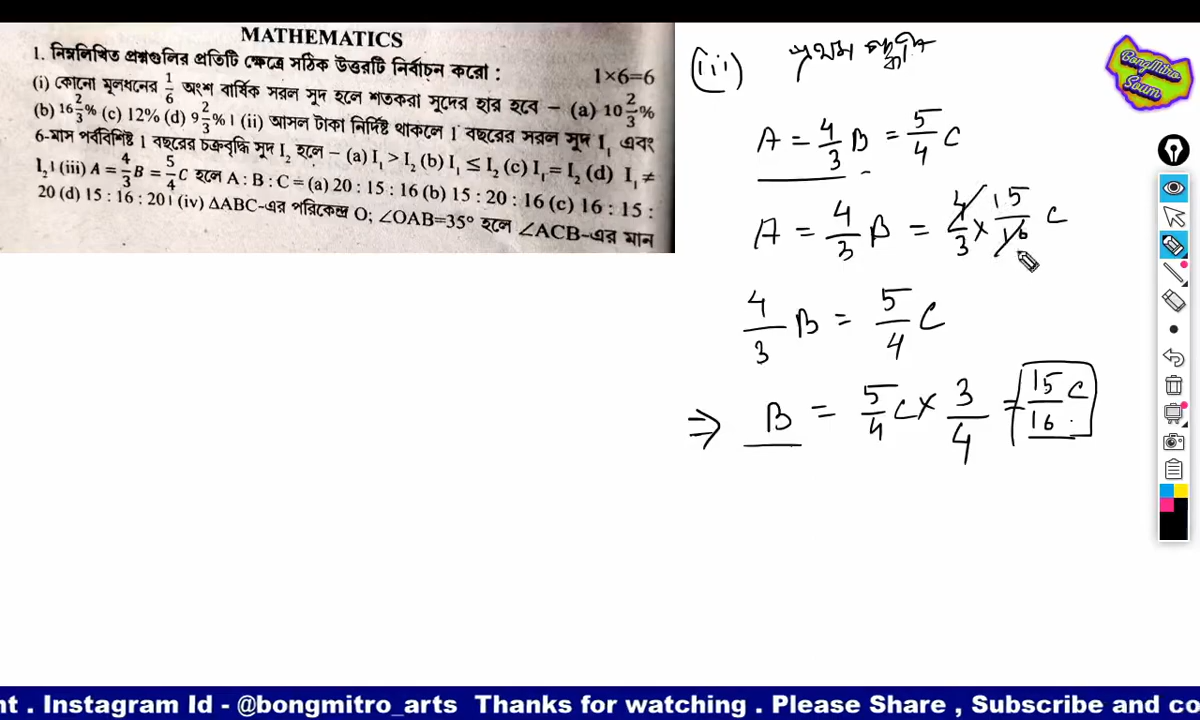 MATHEMATICS
1. নিম্নলিখিত প্রশ্নগুলির প্রতিটি ক্ষেত্রে সঠিক উত্তরটি নির্বাচন করো : 1×6=6
(i) কোনো মূলধনের 1/6 অংশ বার্ষিক সরল সুদ হলে শতকরা সুদের হার হবে – (a) 10 2/3%
(b) 16 2/3% (c) 12% (d) 9 2/3%। (ii) আসল টাকা নির্দিষ্ট থাকলে 1 বছরের সরল সুদ I₁ এবং
6-মাস পর্ববিশিষ্ট 1 বছরের চক্রবৃদ্ধি সুদ I₂ হলে – (a) I₁ > I₂ (b) I₁ ≤ I₂ (c) I₁ = I₂ (d) I₁ ≠
I₂। (iii) A = 4/3 B = 5/4 C হলে A : B : C = (a) 20 : 15 : 16 (b) 15 : 20 : 16 (c) 16 : 15 :
20 (d) 15 : 16 : 20। (iv) ΔABC-এর পরিকেন্দ্র O; ∠OAB=35° হলে ∠ACB-এর মান
(iii) প্রথম
A = 4/3 B = 5/4 C
A = 4/3 B = 4/3 × 15/16 C
4/3 B = 5/4 C
⇒ B = 5/4 C × 3/4 = 15/16 C
BongMitro
Soam
nt . Instagram Id - @bongmitro_arts Thanks for watching . Please Share , Subscribe and co